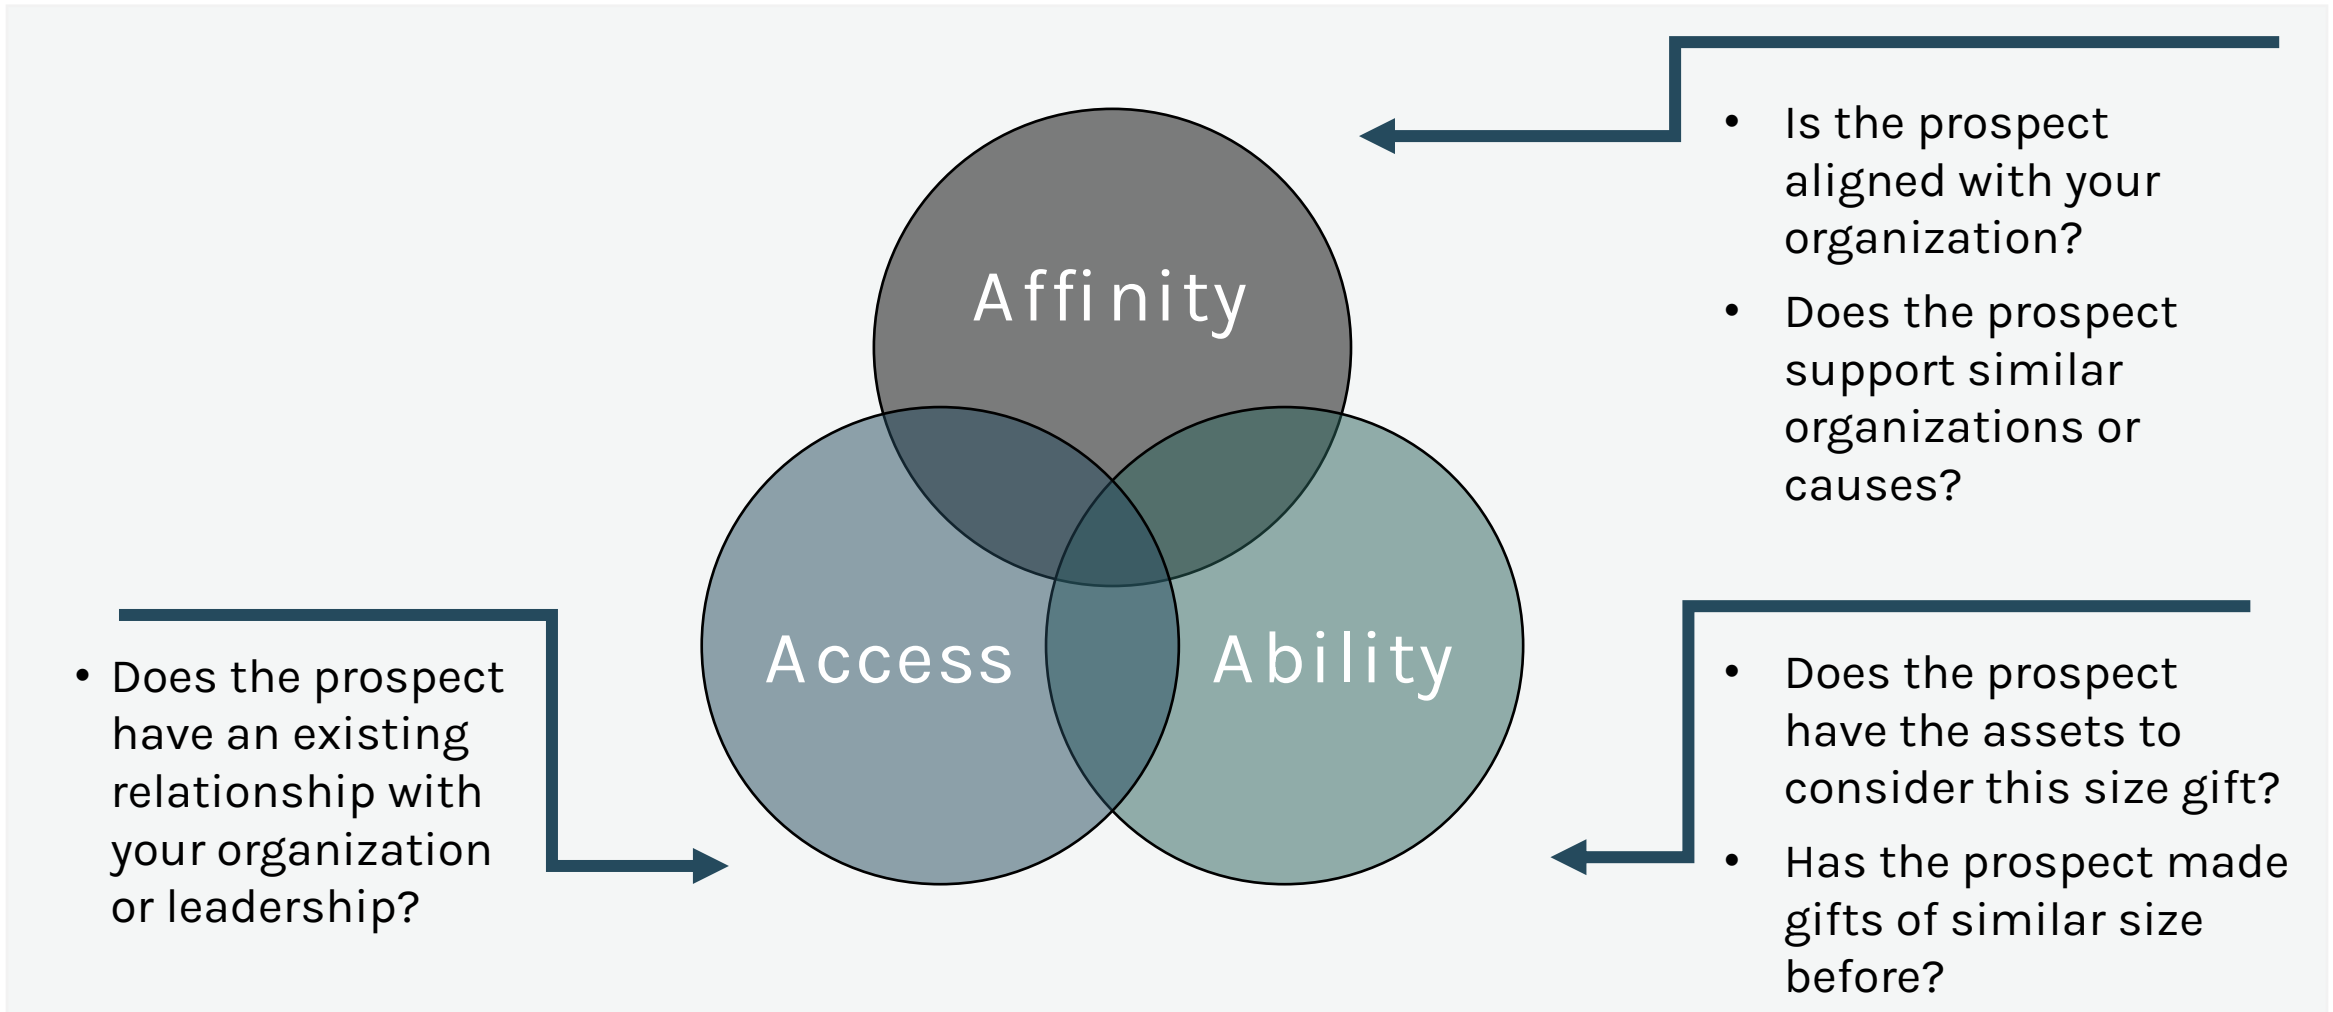 Affinity
• Is the prospect
aligned with your
organization?
• Does the prospect
support similar
organizations or
causes?
Access
• Does the prospect
have an existing
relationship with
your organization
or leadership?
Ability
• Does the prospect
have the assets to
consider this size gift?
• Has the prospect made
gifts of similar size
before?